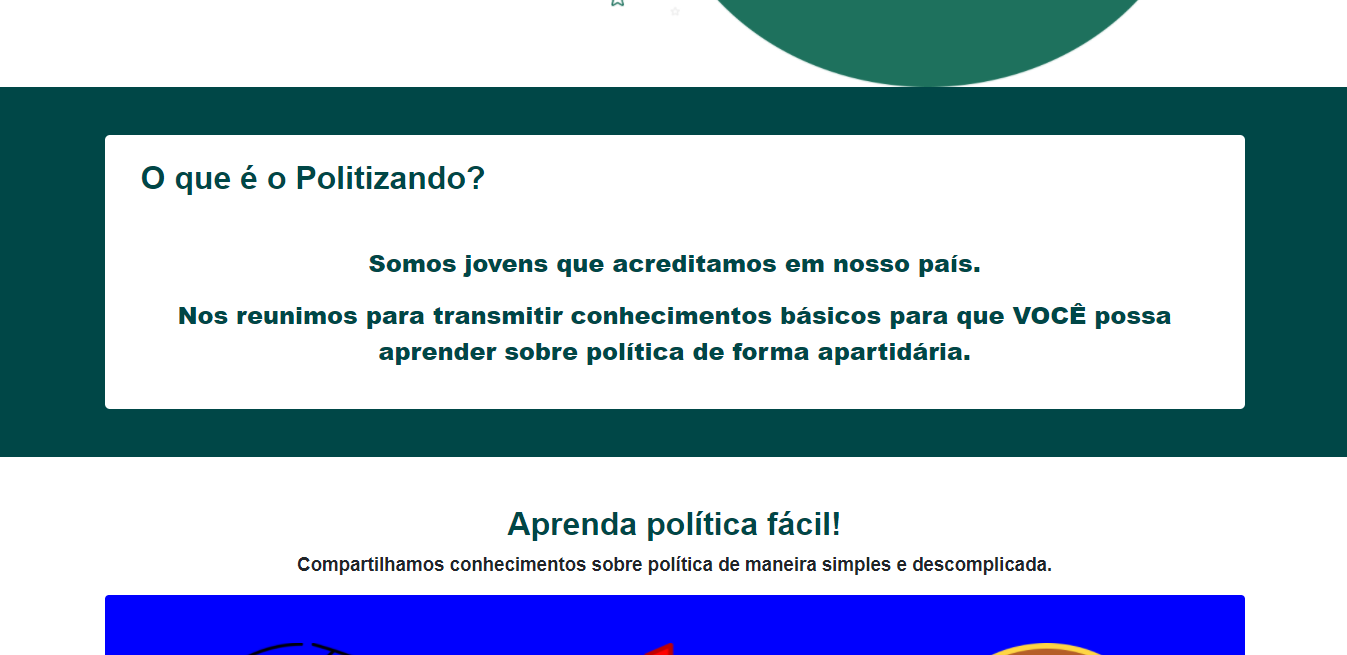 O que é o Politizando?
Somos jovens que acreditamos em nosso país.
Nos reunimos para transmitir conhecimentos básicos para que VOCÊ possa
aprender sobre política de forma apartidária.
Aprenda política fácil!
Compartilhamos conhecimentos sobre política de maneira simples e descomplicada.